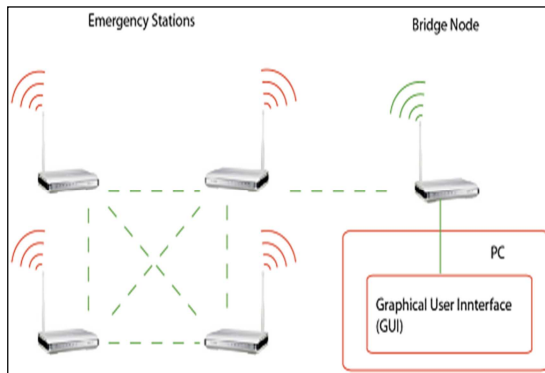 Emergency Stations
Bridge Node
PC
Graphical User Innterface
(GUI)